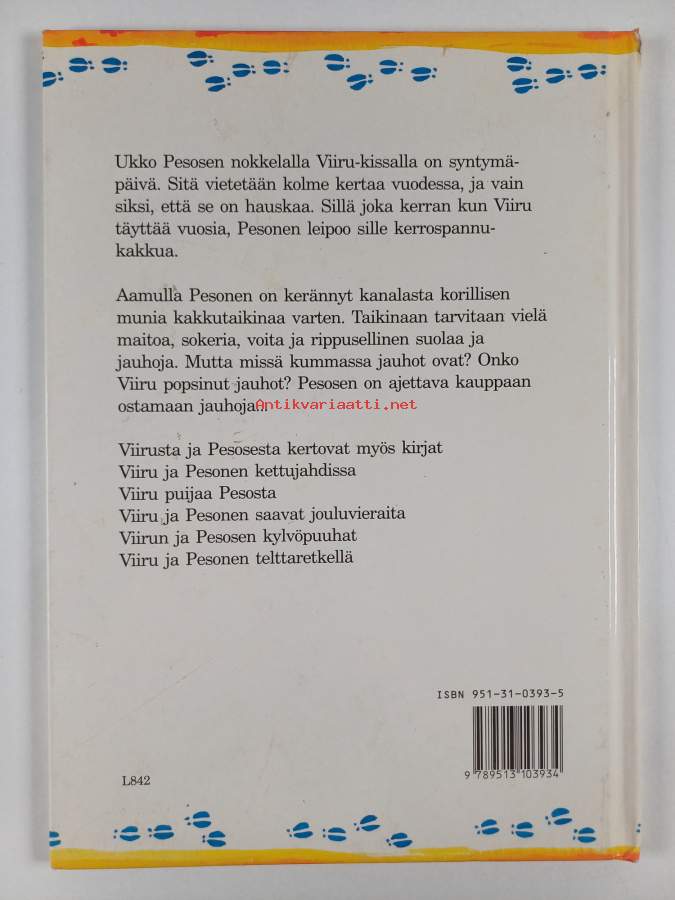 Ukko Pesosen nokkelalla Viiru-kissalla on syntymä-
päivä. Sitä vietetään kolme kertaa vuodessa, ja vain
siksi, että se on hauskaa. Sillä joka kerran kun Viiru
täyttää vuosia, Pesonen leipoo sille kerrospannu-
kakkua.
Aamulla Pesonen on kerännyt kanalasta korillisen
munia kakkutaikinaa varten. Taikinaan tarvitaan vielä
maitoa, sokeria, voita ja rippusellinen suolaa ja
jauhoja. Mutta missä kummassa jauhot ovat? Onko
Viiru popsinut jauhot? Pesosen on ajettava kauppaan
ostamaan jauhoja...
Antikvariaatti.net
Viirusta ja Pesosesta kertovat myös kirjat
Viiru ja Pesonen kettujahdissa
Viiru puijaa Pesosta
Viiru ja Pesonen saavat jouluvieraita
Viirun ja Pesosen kylvöpuuhat
Viiru ja Pesonen telttaretkellä
ISBN 951-31-0393-5
9 789513 103934
L842